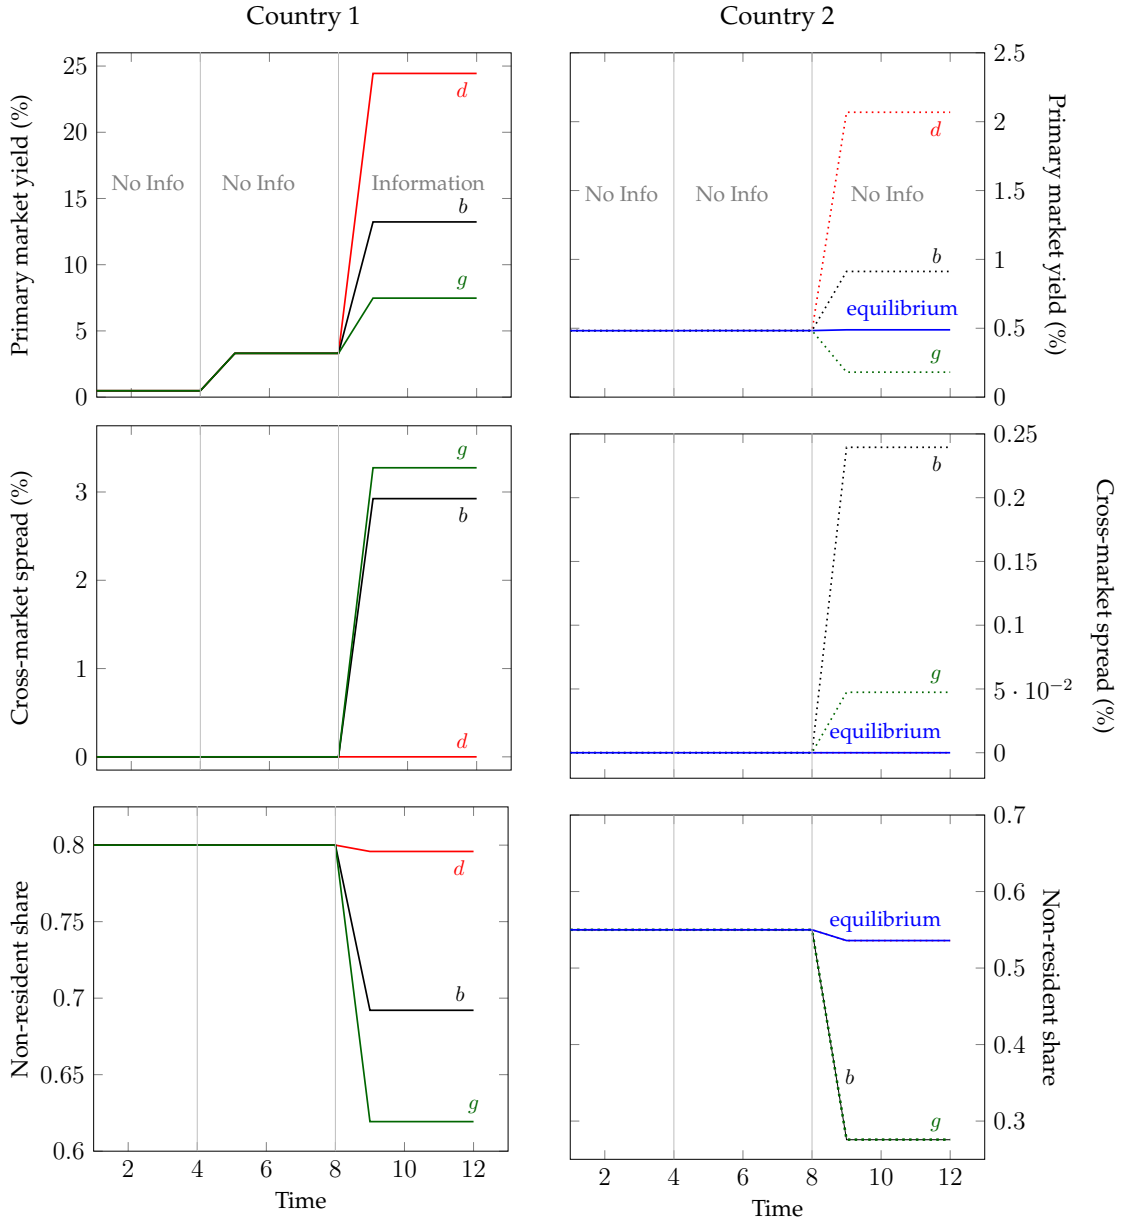 Country 1
Country 2
Primary market yield (%)
25
20
15
10
5
0
No Info
No Info
Information
d
b
g
2.5
2
1.5
1
0.5
0
Primary market yield (%)
No Info
No Info
No Info
d
b
equilibrium
g
Cross-market spread (%)
3
2
1
0
g
b
d
0.25
0.2
0.15
0.1
5 · 10⁻²
0
Cross-market spread (%)
b
g
equilibrium
Non-resident share
0.8
0.75
0.7
0.65
0.6
d
b
g
2
4
6
8
10
12
Time
0.7
0.6
0.5
0.4
0.3
Non-resident share
equilibrium
b
g
2
4
6
8
10
12
Time